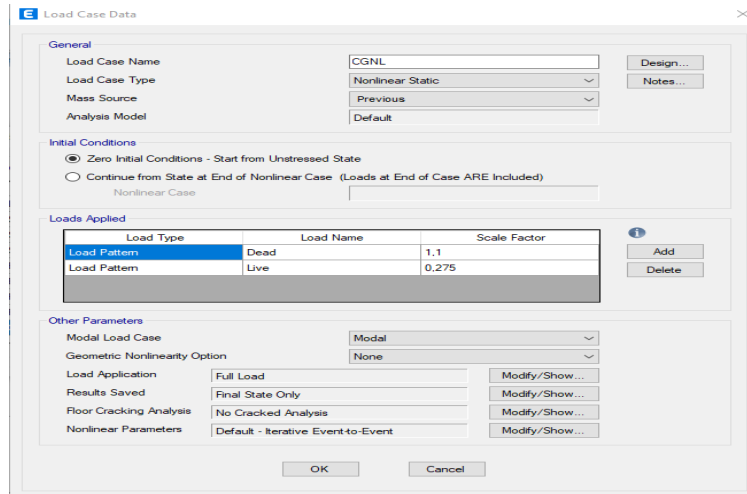 E Load Case Data
General
Load Case Name CGNL Design...
Load Case Type Nonlinear Static Notes...
Mass Source Previous
Analysis Model Default
Initial Conditions
Zero Initial Conditions - Start from Unstressed State
Continue from State at End of Nonlinear Case (Loads at End of Case ARE Included)
Nonlinear Case
Loads Applied
Load Type Load Name Scale Factor
Load Pattern Dead 1,1 Add
Load Pattern Live 0,275 Delete
Other Parameters
Modal Load Case Modal
Geometric Nonlinearity Option None
Load Application Full Load Modify/Show...
Results Saved Final State Only Modify/Show...
Floor Cracking Analysis No Cracked Analysis Modify/Show...
Nonlinear Parameters Default - Iterative Event-to-Event Modify/Show...
OK Cancel